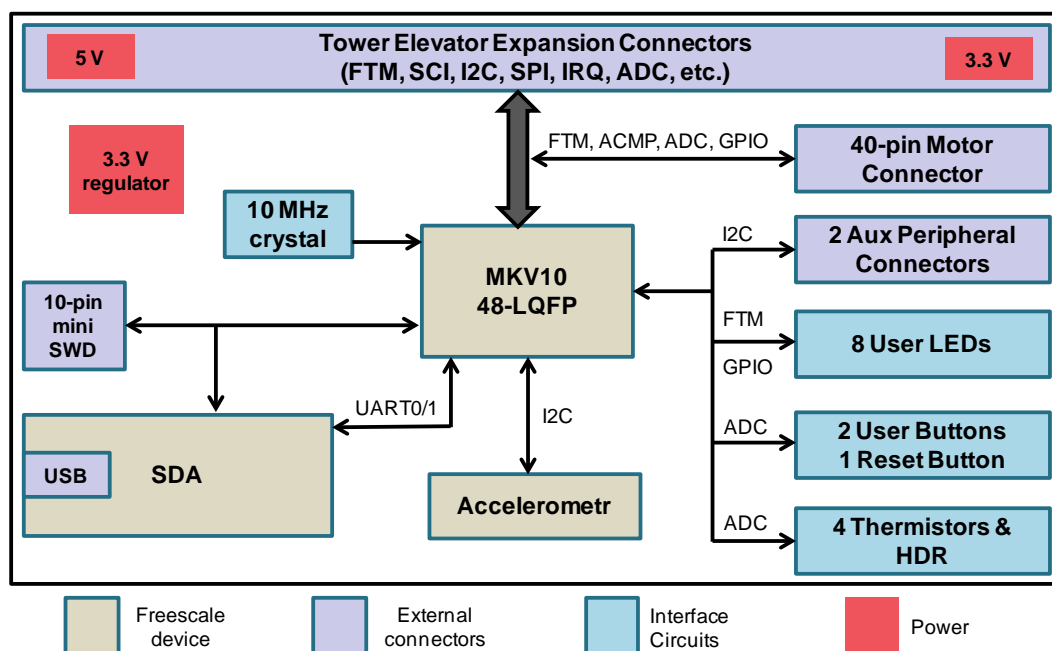 Tower Elevator Expansion Connectors
(FTM, SCI, I2C, SPI, IRQ, ADC, etc.)
5 V
3.3 V
3.3 V
regulator
FTM, ACMP, ADC, GPIO
40-pin Motor
Connector
10 MHz
crystal
MKV10
48-LQFP
I2C
2 Aux Peripheral
Connectors
10-pin
mini
SWD
FTM
GPIO
8 User LEDs
UART0/1
I2C
ADC
2 User Buttons
1 Reset Button
USB
SDA
Accelerometr
ADC
4 Thermistors &
HDR
Freescale
device
External
connectors
Interface
Circuits
Power